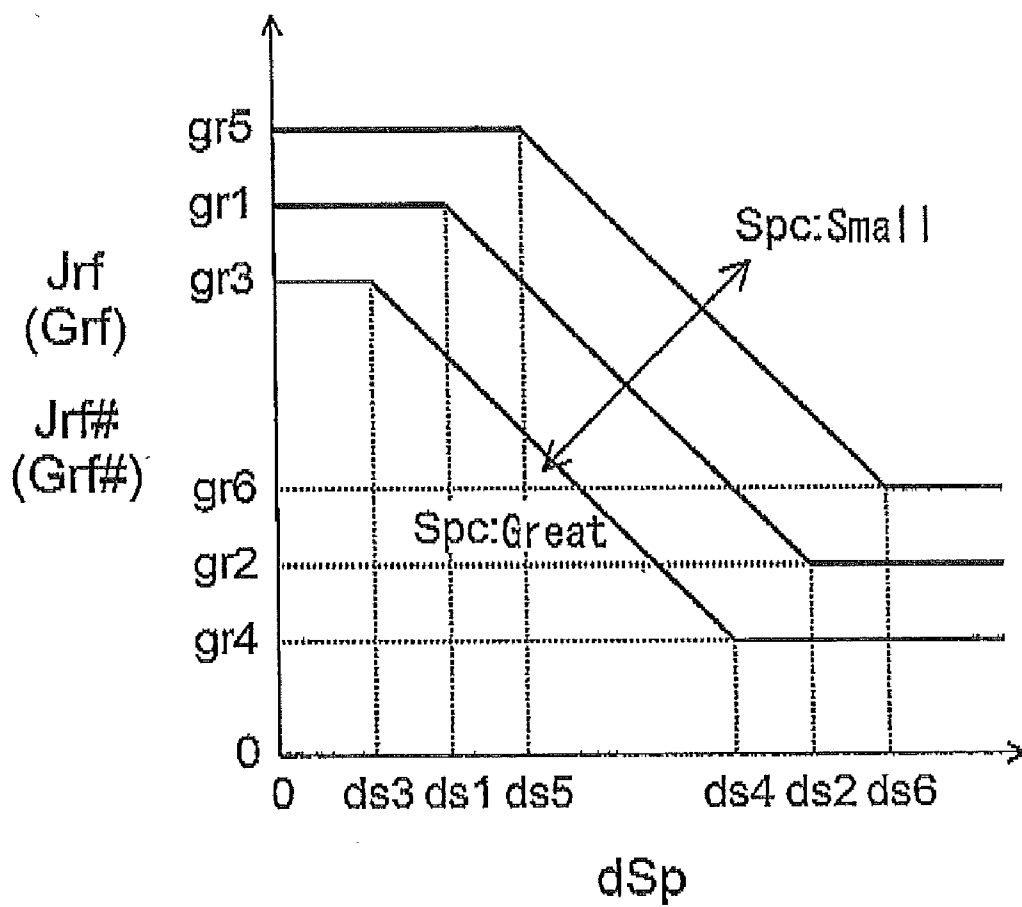 gr5
gr1
gr3
Jrf
(Grf)
Jrf#
(Grf#)
Spc:Small
gr6
Spc:Great
gr2
gr4
0
0 ds3 ds1 ds5 ds4 ds2 ds6
dSp